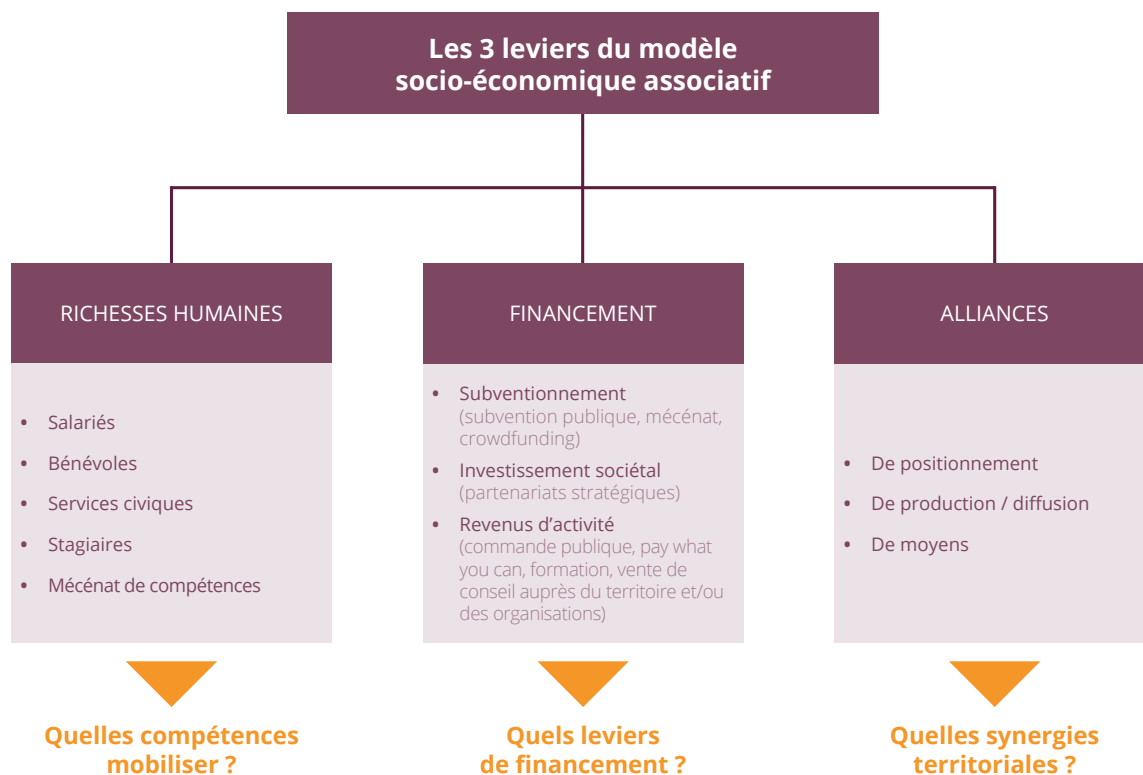 Les 3 leviers du modèle
socio-économique associatif
RICHESSES HUMAINES
• Salariés
• Bénévoles
• Services civiques
• Stagiaires
• Mécénat de compétences
Quelles compétences
mobiliser ?
FINANCEMENT
• Subventionnement
(subvention publique, mécénat,
crowdfunding)
• Investissement sociétal
(partenariats stratégiques)
• Revenus d’activité
(commande publique, pay what
you can, formation, vente de
conseil auprès du territoire et/ou
des organisations)
Quels leviers
de financement ?
ALLIANCES
• De positionnement
• De production / diffusion
• De moyens
Quelles synergies
territoriales ?